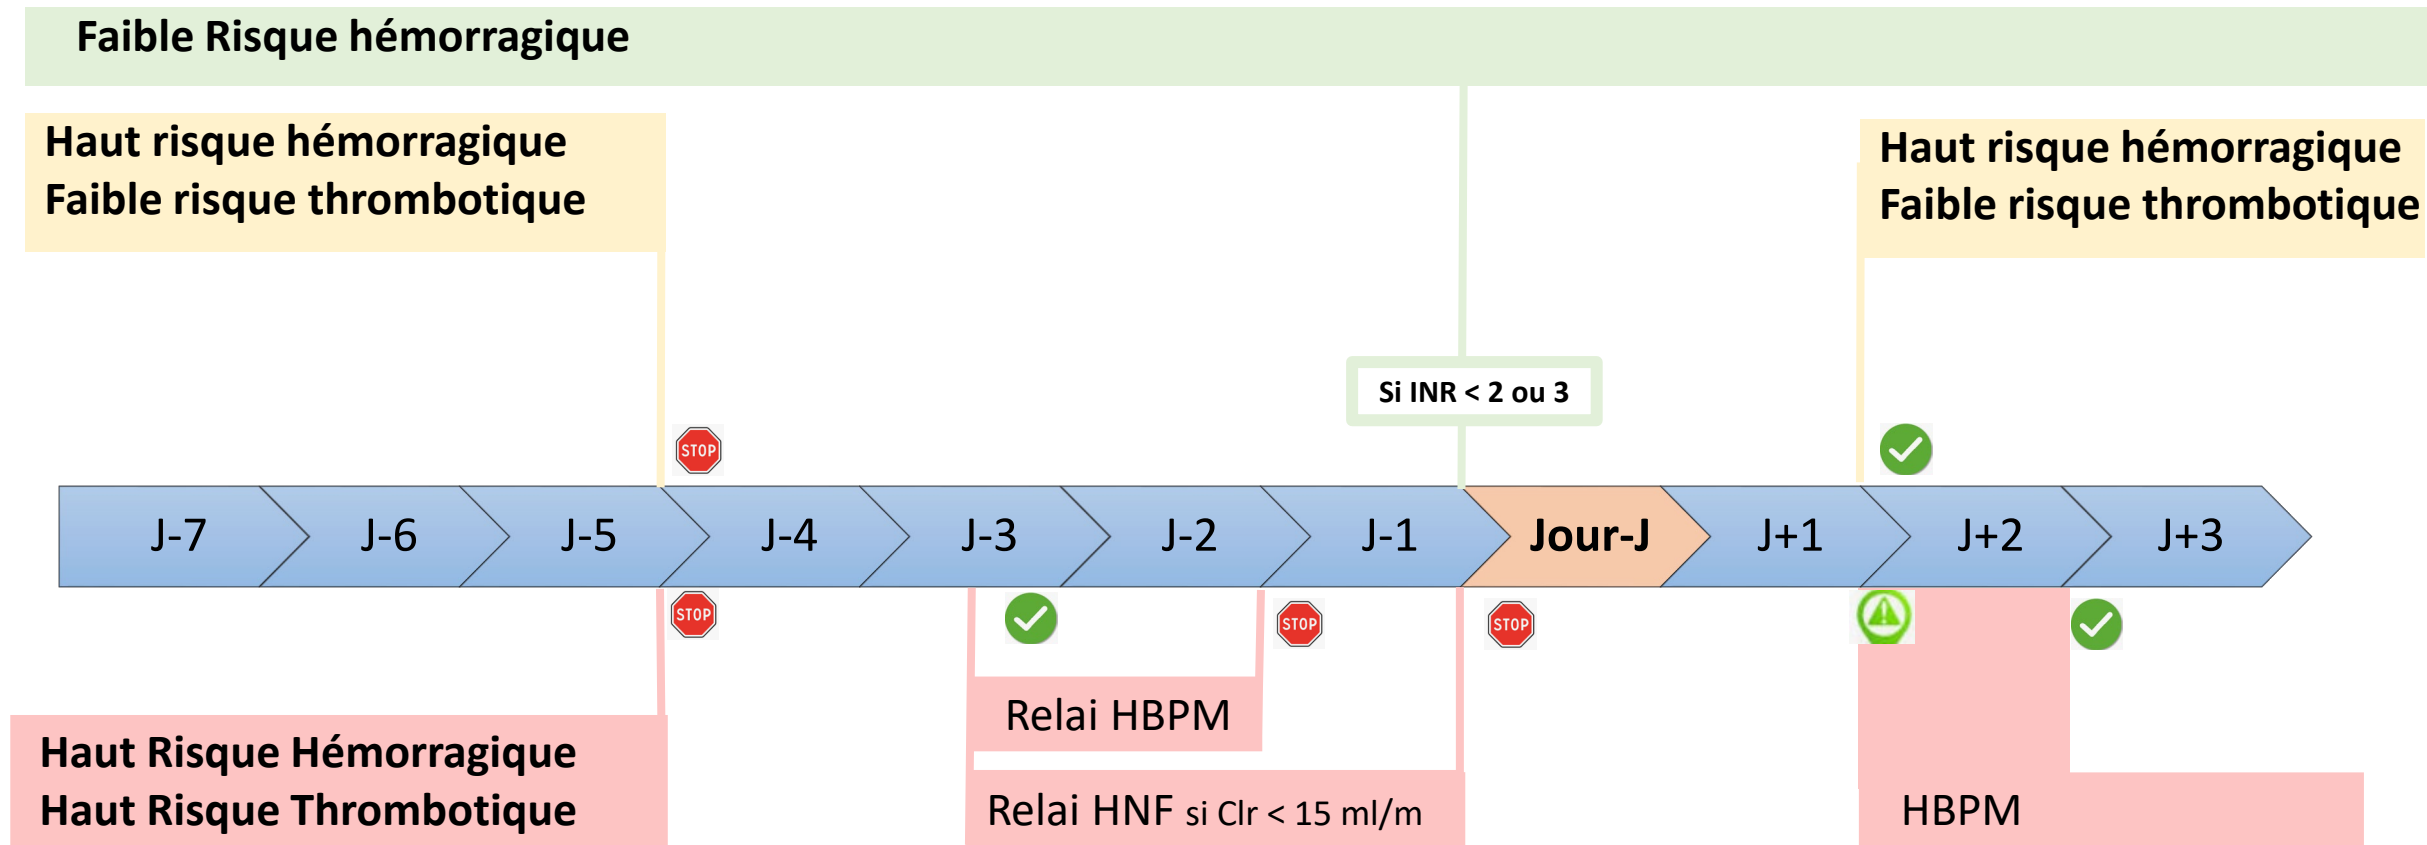 Faible Risque hémorragique
Haut risque hémorragique
Faible risque thrombotique
Haut risque hémorragique
Faible risque thrombotique
Si INR < 2 ou 3
STOP
J-7
J-6
J-5
J-4
J-3
J-2
J-1
Jour-J
J+1
J+2
J+3
STOP
STOP
STOP
Relai HBPM
Haut Risque Hémorragique
Haut Risque Thrombotique
Relai HNF si Clr < 15 ml/m
HBPM